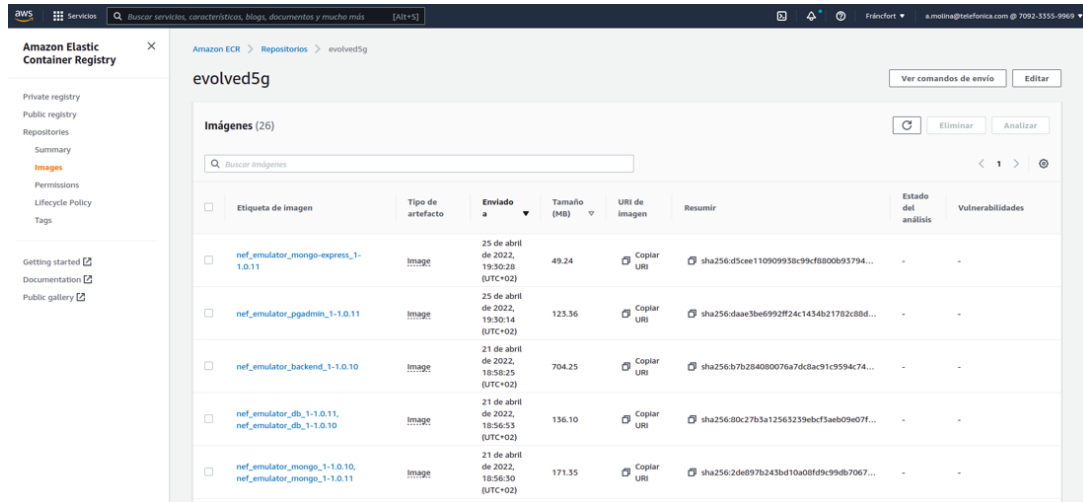 aws
Servicios
Buscar servicios, características, blogs, documentos y mucho más [Alt+S]
Fráncfort ▼
a.molina@telefonica.com @ 7092-3355-9969 ▼
Amazon Elastic
Container Registry
Private registry
Public registry
Repositories
Summary
Images
Permissions
Lifecycle Policy
Tags
Getting started
Documentation
Public gallery
Amazon ECR > Repositorios > evolved5g
evolved5g
Ver comandos de envío
Editar
Imágenes (26)
Eliminar
Analizar
Buscar Imágenes
< 1 >
Etiqueta de imagen
Tipo de
artefacto
Enviado
a ▼
Tamaño
(MB) ▽
URI de
imagen
Resumir
Estado
del
análisis
Vulnerabilidades
nef_emulator_mongo-express_1-
1.0.11
Image
25 de abril
de 2022,
19:30:28
(UTC+02)
49.24
Copiar
URI
sha256:d5cee110909938c99cf8800b93794...
-
-
nef_emulator_pgadmin_1-1.0.11
Image
25 de abril
de 2022,
19:30:14
(UTC+02)
123.36
Copiar
URI
sha256:daae3be6992ff24c1434b21782c88d...
-
-
nef_emulator_backend_1-1.0.10
Image
21 de abril
de 2022,
18:58:25
(UTC+02)
704.25
Copiar
URI
sha256:b7b284080076a7dc8ac91c9594c74...
-
-
nef_emulator_db_1-1.0.11,
nef_emulator_db_1-1.0.10
Image
21 de abril
de 2022,
18:56:53
(UTC+02)
136.10
Copiar
URI
sha256:80c27b3a12563239ebcf3aeb09e07f...
-
-
nef_emulator_mongo_1-1.0.10,
nef_emulator_mongo_1-1.0.11
Image
21 de abril
de 2022,
18:56:30
(UTC+02)
171.35
Copiar
URI
sha256:2de897b243bd10a08fd9c99db7067...
-
-